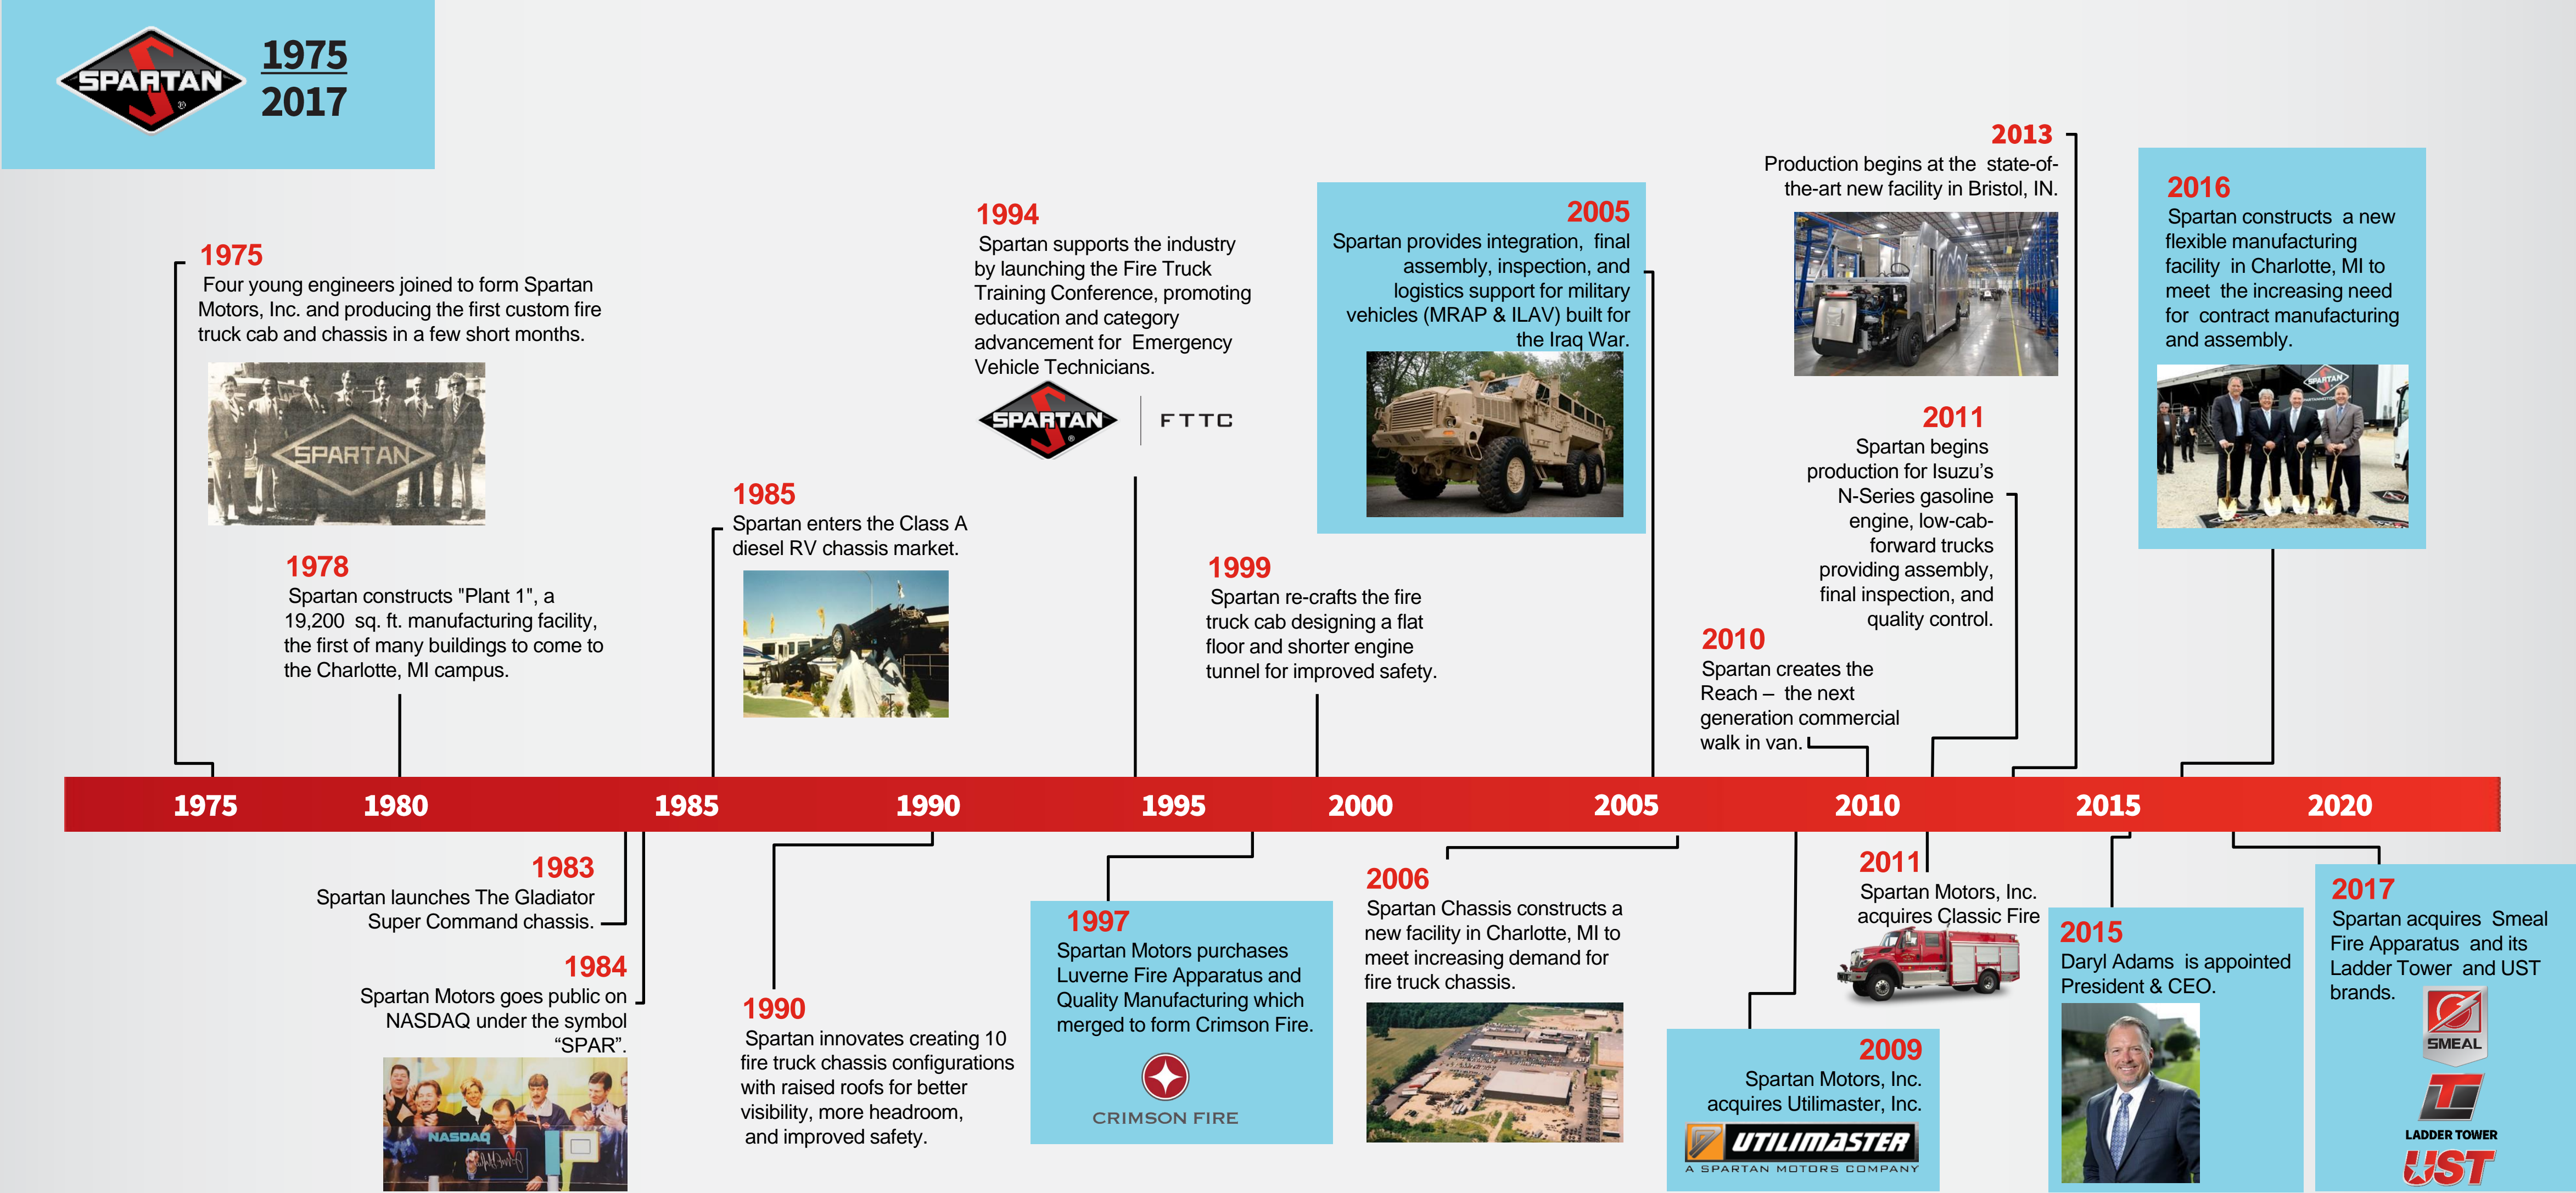 SPARTAN
®
1975
2017
1975
Four young engineers joined to form Spartan
Motors, Inc. and producing the first custom fire
truck cab and chassis in a few short months.
SPARTAN
1978
Spartan constructs "Plant 1", a
19,200 sq. ft. manufacturing facility,
the first of many buildings to come to
the Charlotte, MI campus.
1985
Spartan enters the Class A
diesel RV chassis market.
1994
Spartan supports the industry
by launching the Fire Truck
Training Conference, promoting
education and category
advancement for Emergency
Vehicle Technicians.
SPARTAN
®
FTTC
1999
Spartan re-crafts the fire
truck cab designing a flat
floor and shorter engine
tunnel for improved safety.
2005
Spartan provides integration, final
assembly, inspection, and
logistics support for military
vehicles (MRAP & ILAV) built for
the Iraq War.
2010
Spartan creates the
Reach – the next
generation commercial
walk in van.
2011
Spartan begins
production for Isuzu’s
N-Series gasoline
engine, low-cab-
forward trucks
providing assembly,
final inspection, and
quality control.
2013
Production begins at the state-of-
the-art new facility in Bristol, IN.
2016
Spartan constructs a new
flexible manufacturing
facility in Charlotte, MI to
meet the increasing need
for contract manufacturing
and assembly.
SPARTAN
1975 1980 1985 1990 1995 2000 2005 2010 2015 2020
1983
Spartan launches The Gladiator
Super Command chassis.
1984
Spartan Motors goes public on
NASDAQ under the symbol
“SPAR”.
NASDAQ
1990
Spartan innovates creating 10
fire truck chassis configurations
with raised roofs for better
visibility, more headroom,
and improved safety.
1997
Spartan Motors purchases
Luverne Fire Apparatus and
Quality Manufacturing which
merged to form Crimson Fire.
CRIMSON FIRE
2006
Spartan Chassis constructs a
new facility in Charlotte, MI to
meet increasing demand for
fire truck chassis.
2009
Spartan Motors, Inc.
acquires Utilimaster, Inc.
UTILIMASTER
A SPARTAN MOTORS COMPANY
2011
Spartan Motors, Inc.
acquires Classic Fire
2015
Daryl Adams is appointed
President & CEO.
2017
Spartan acquires Smeal
Fire Apparatus and its
Ladder Tower and UST
brands.
SMEAL
LADDER TOWER
UST